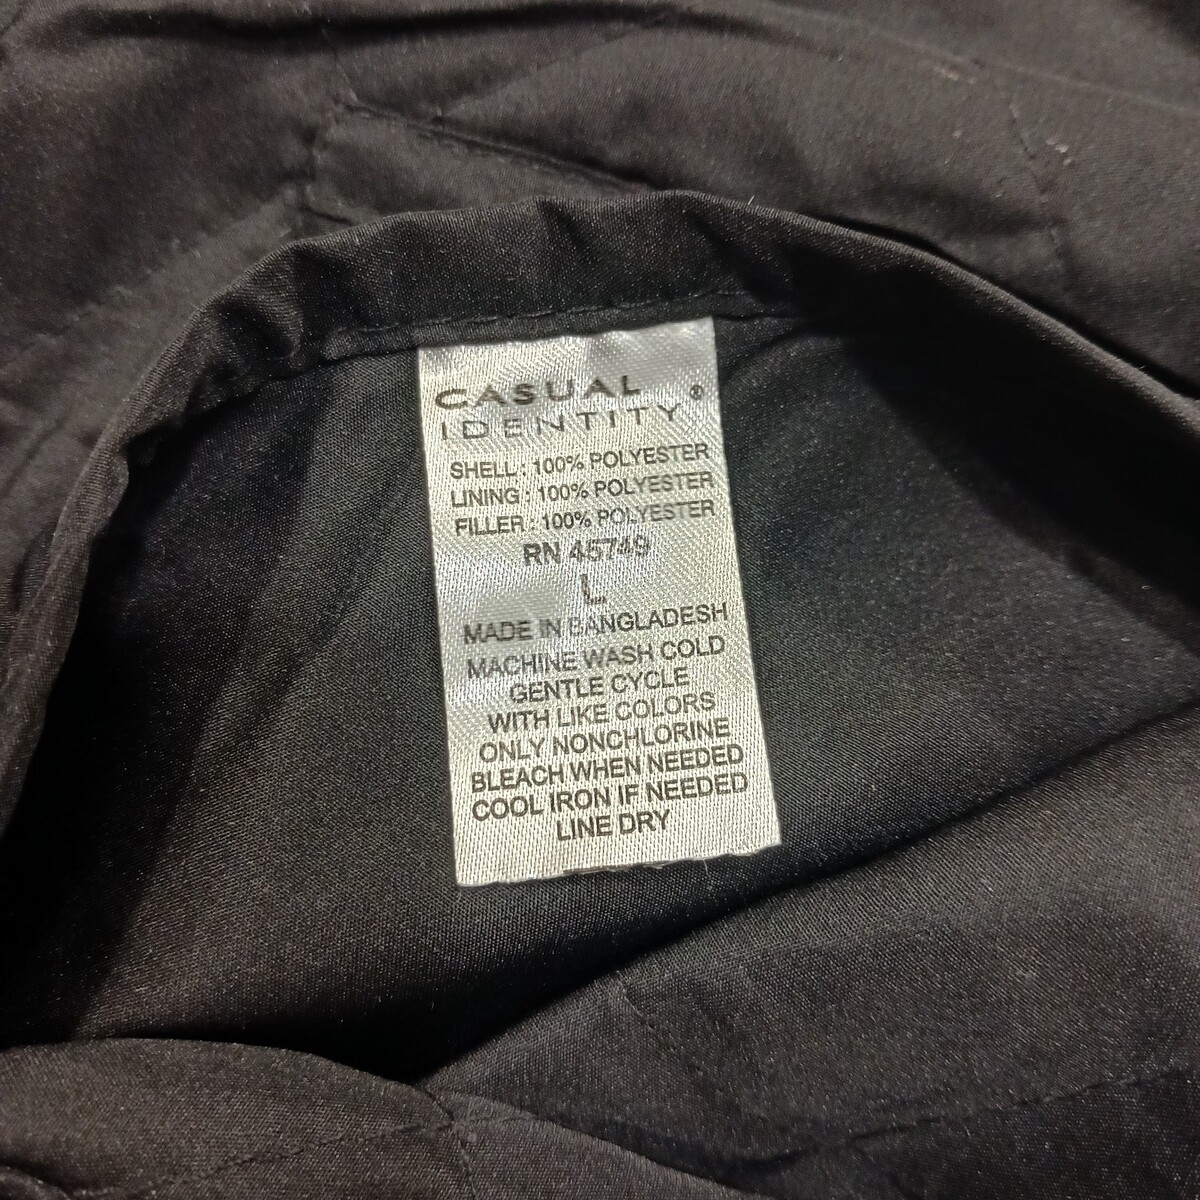 CASUAL ®
IDENTITY
SHELL : 100% POLYESTER
LINING : 100% POLYESTER
FILLER : 100% POLYESTER
RN 45749
L
MADE IN BANGLADESH
MACHINE WASH COLD
GENTLE CYCLE
WITH LIKE COLORS
ONLY NONCHLORINE
BLEACH WHEN NEEDED
COOL IRON IF NEEDED
LINE DRY